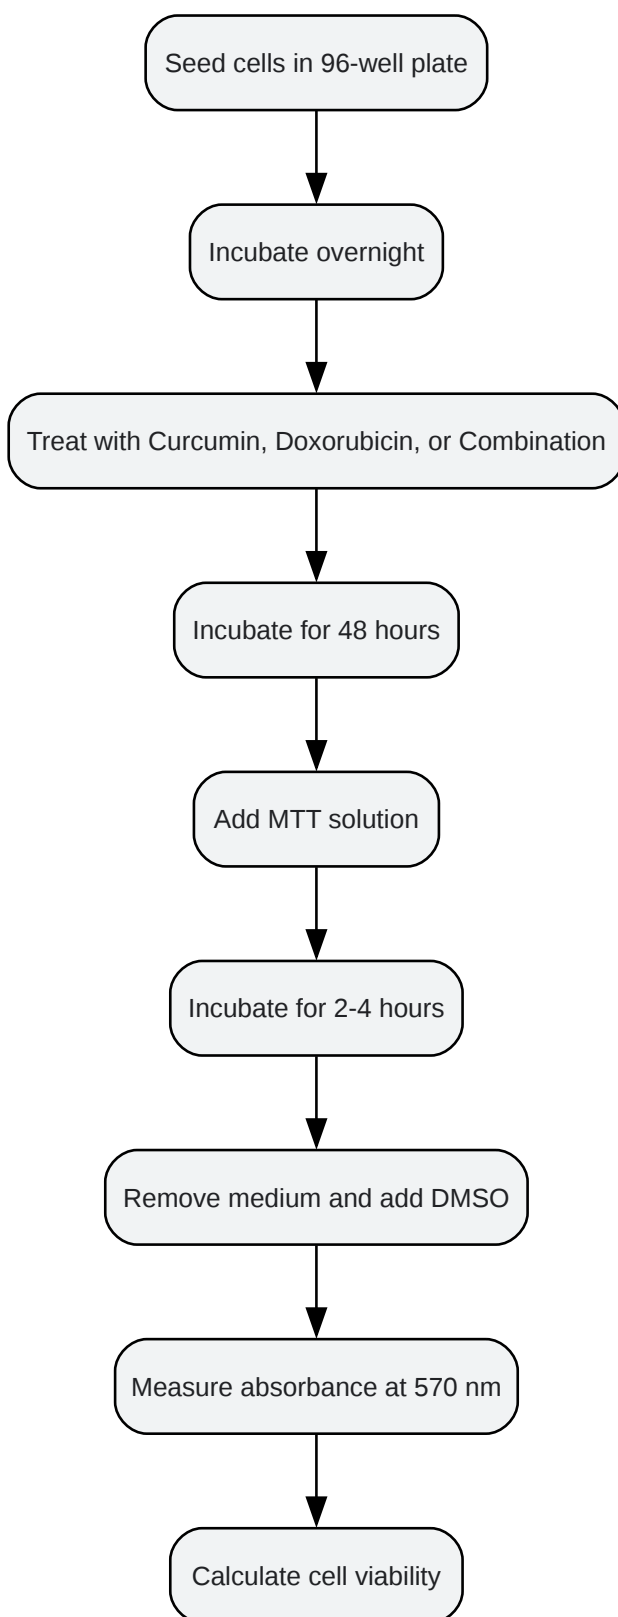 Seed cells in 96-well plate
Incubate overnight
Treat with Curcumin, Doxorubicin, or Combination
Incubate for 48 hours
Add MTT solution
Incubate for 2-4 hours
Remove medium and add DMSO
Measure absorbance at 570 nm
Calculate cell viability